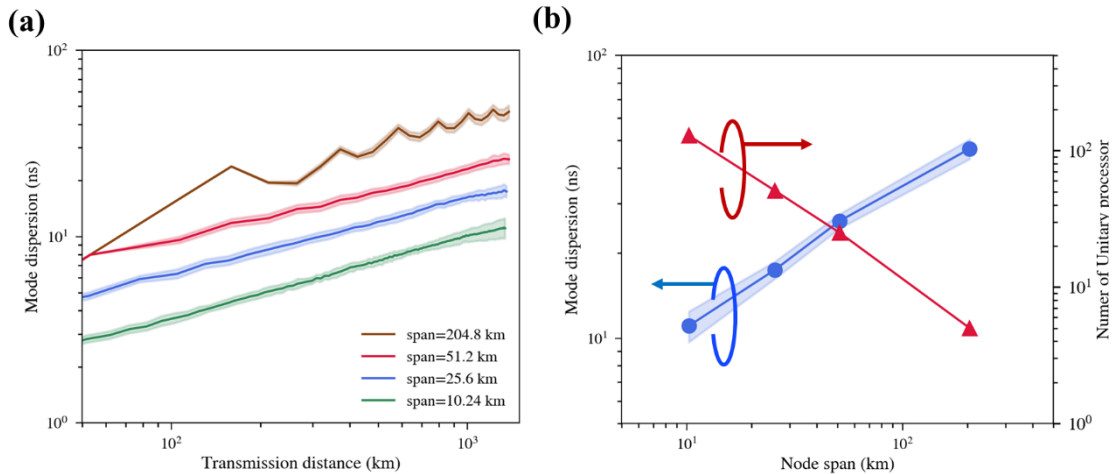 (a)
10²
10¹
10⁰
Mode dispersion (ns)
span=204.8 km
span=51.2 km
span=25.6 km
span=10.24 km
10²
10³
Transmission distance (km)
(b)
10²
10¹
Mode dispersion (ns)
10²
10¹
10⁰
Numer of Unitary processor
10¹
10²
Node span (km)